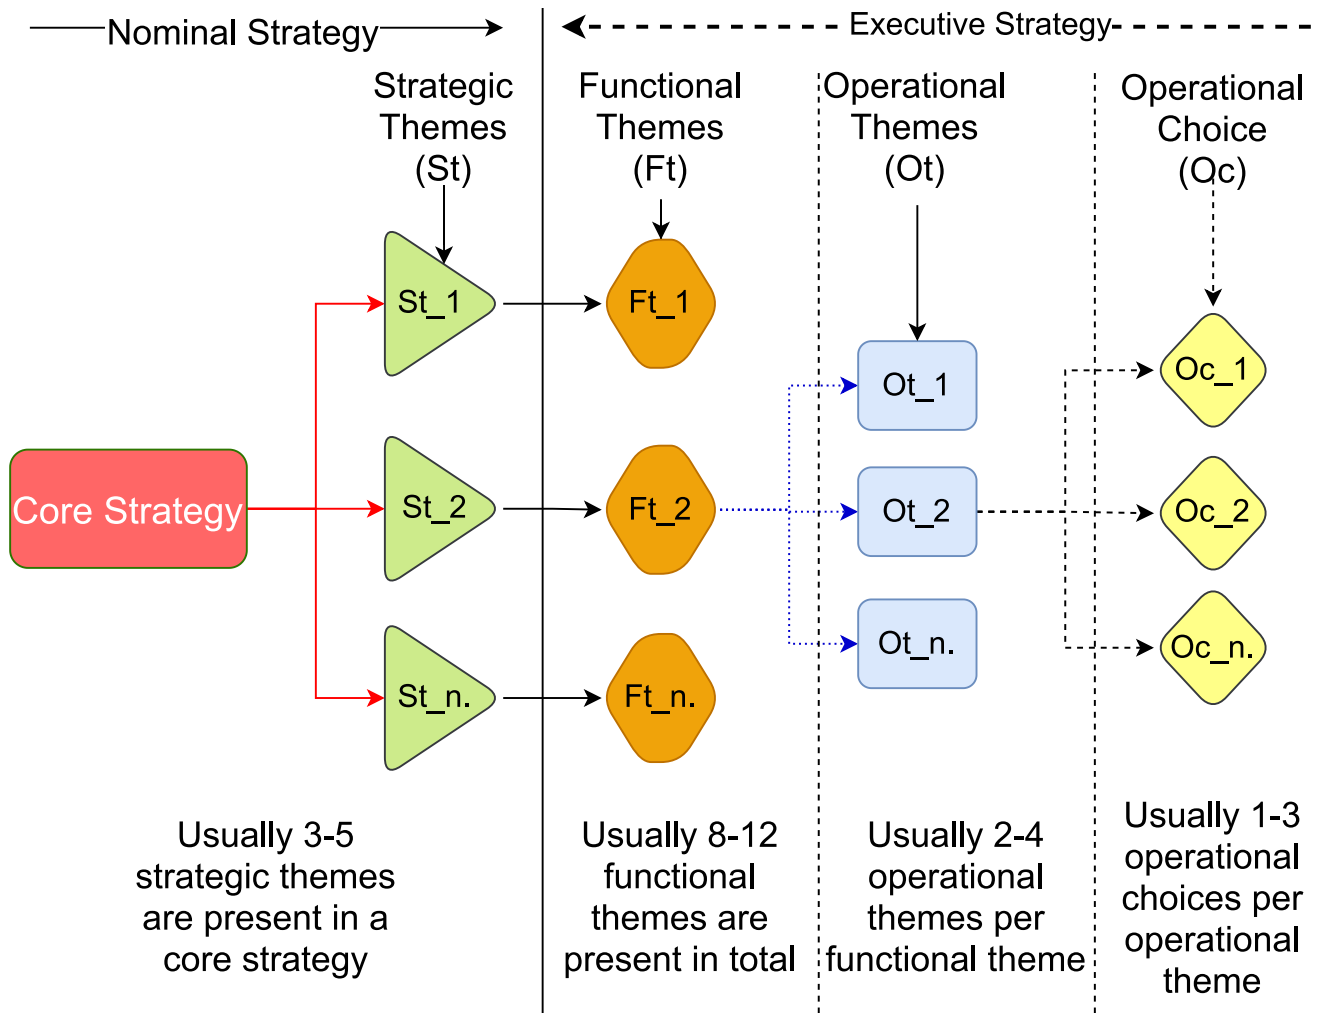 Nominal Strategy
Executive Strategy
Strategic
Themes
(St)
Functional
Themes
(Ft)
Operational
Themes
(Ot)
Operational
Choice
(Oc)
St_1
Ft_1
Ot_1
Oc_1
Core Strategy
St_2
Ft_2
Ot_2
Oc_2
St_n.
Ft_n.
Ot_n.
Oc_n.
Usually 3-5
strategic themes
are present in a
core strategy
Usually 8-12
functional
themes are
present in total
Usually 2-4
operational
themes per
functional theme
Usually 1-3
operational
choices per
operational
theme